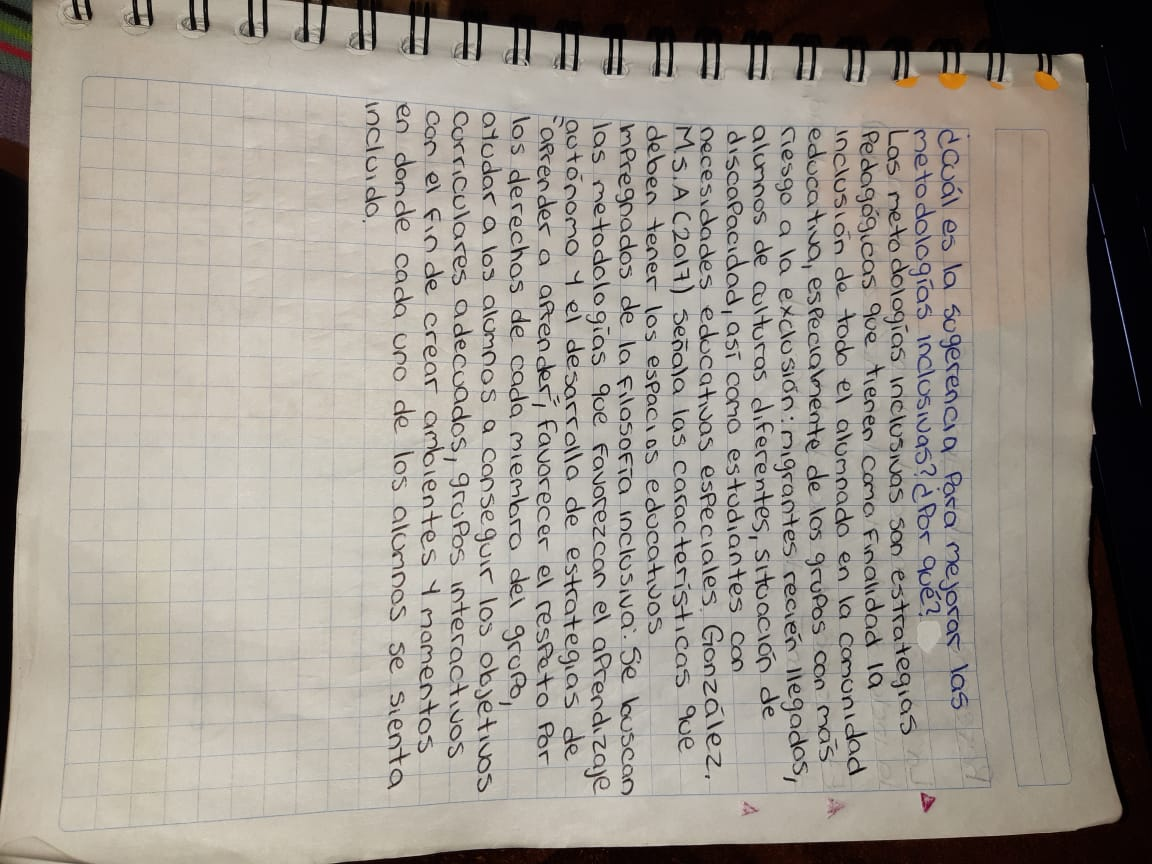 ¿Cuál es la sugerencia para mejorar las
metodologías inclusivas? ¿Por qué?
Las metodologías inclusivas son estrategias
Pedagógicas que tienen como finalidad la
inclusión de todo el alumnado en la comunidad
educativa, especialmente de los grupos con más
riesgo a la exclusión: migrantes recién llegados,
alumnos de culturas diferentes, situación de
discapacidad, así como estudiantes con
necesidades educativas especiales. González,
M.S.A (2017) señala las características que
deben tener los espacios educativos
impregnados de la filosofía inclusiva: Se buscan
las metodologías que favorezcan el aprendizaje
autónomo y el desarrollo de estrategias de
"aprender a aprender", favorecer el respeto por
los derechos de cada miembro del grupo,
ayudar a los alumnos a conseguir los objetivos
curriculares adecuados, grupos interactivos
con el fin de crear ambientes y momentos
en donde cada uno de los alumnos se sienta
incluido.